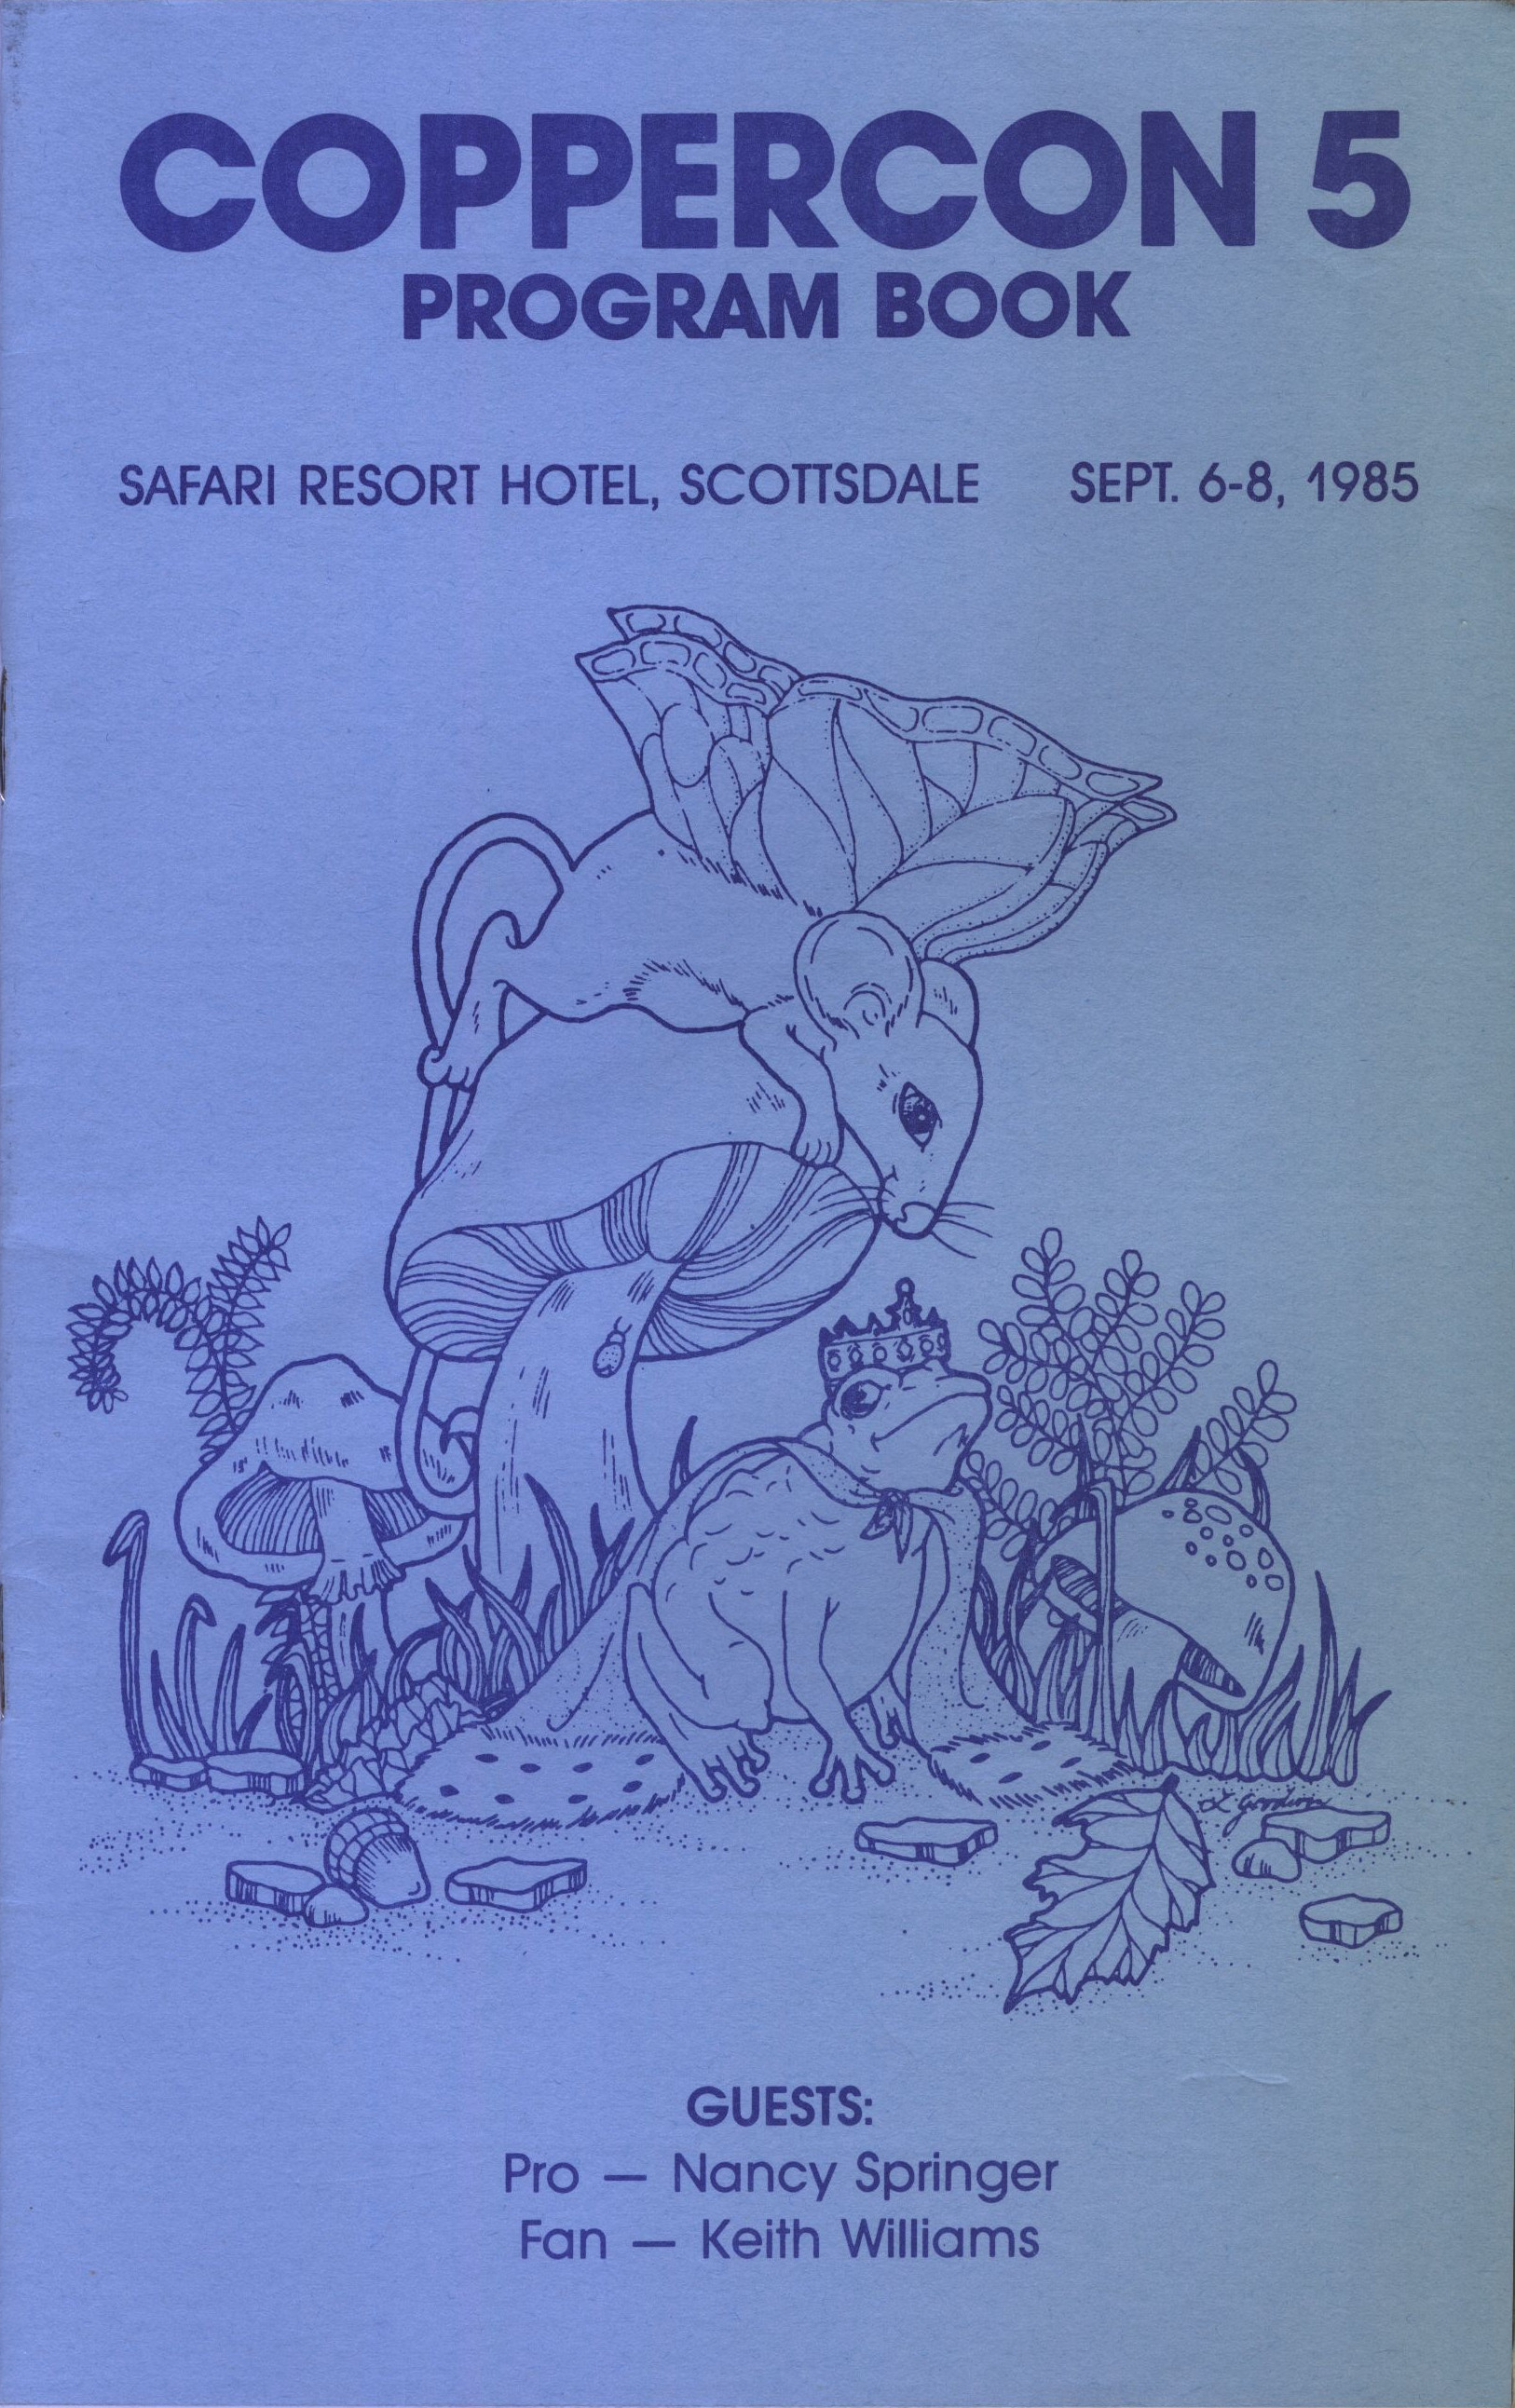 COPPERCON 5
PROGRAM BOOK
SAFARI RESORT HOTEL, SCOTTSDALE SEPT. 6-8, 1985
GUESTS:
Pro — Nancy Springer
Fan — Keith Williams